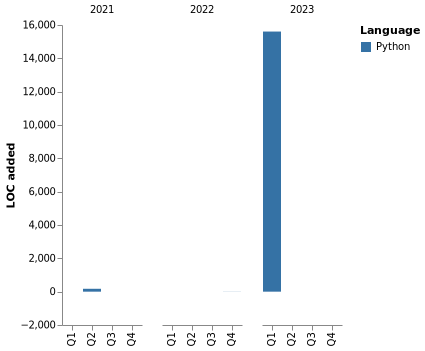 2021 2022 2023
Language
Python
16,000
14,000
12,000
10,000
8,000
6,000
4,000
2,000
0
−2,000
LOC added
Q1 Q2 Q3 Q4 Q1 Q2 Q3 Q4 Q1 Q2 Q3 Q4